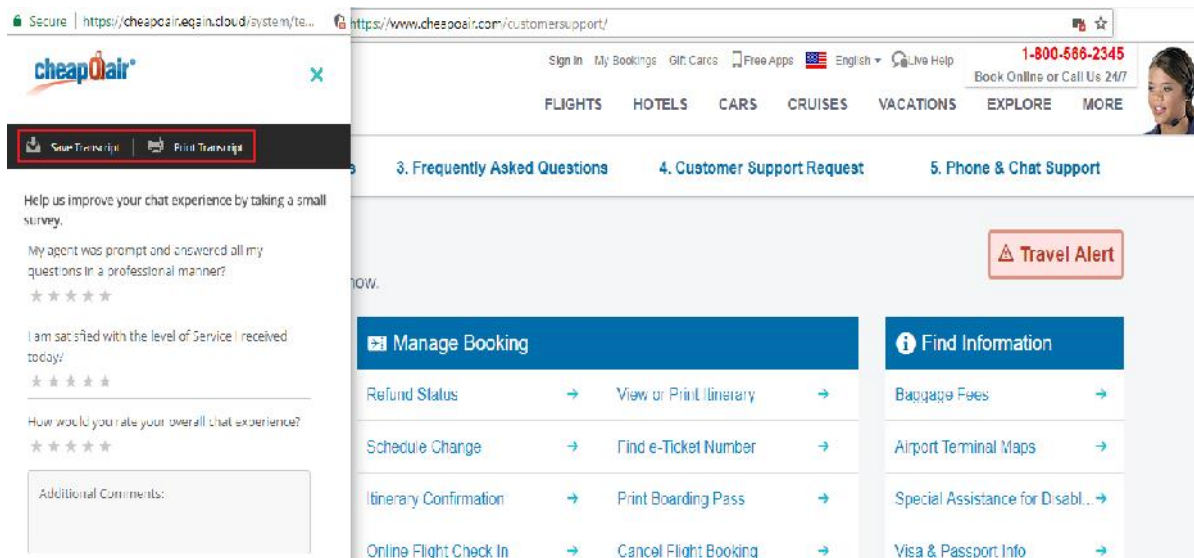 Secure | https://cheapoair.egain.cloud/system/te...
https://www.cheapoair.com/customersupport/
cheapOair®
×
Save Transcript | Print Transcript
Help us improve your chat experience by taking a small
survey.
My agent was prompt and answered all my
questions in a professional manner?
I am satisfied with the level of Service I received
today?
How would you rate your overall chat experience?
Additional Comments:
Sign In My Bookings Gift Cards Free Apps English Live Help
1-800-566-2345
Book Online or Call Us 24/7
FLIGHTS HOTELS CARS CRUISES VACATIONS EXPLORE MORE
s 3. Frequently Asked Questions 4. Customer Support Request 5. Phone & Chat Support
Travel Alert
now.
Manage Booking
Refund Status → View or Print Itinerary →
Schedule Change → Find e-Ticket Number →
Itinerary Confirmation → Print Boarding Pass →
Online Flight Check In → Cancel Flight Booking →
Find Information
Baggage Fees →
Airport Terminal Maps →
Special Assistance for Disabl... →
Visa & Passport Info →